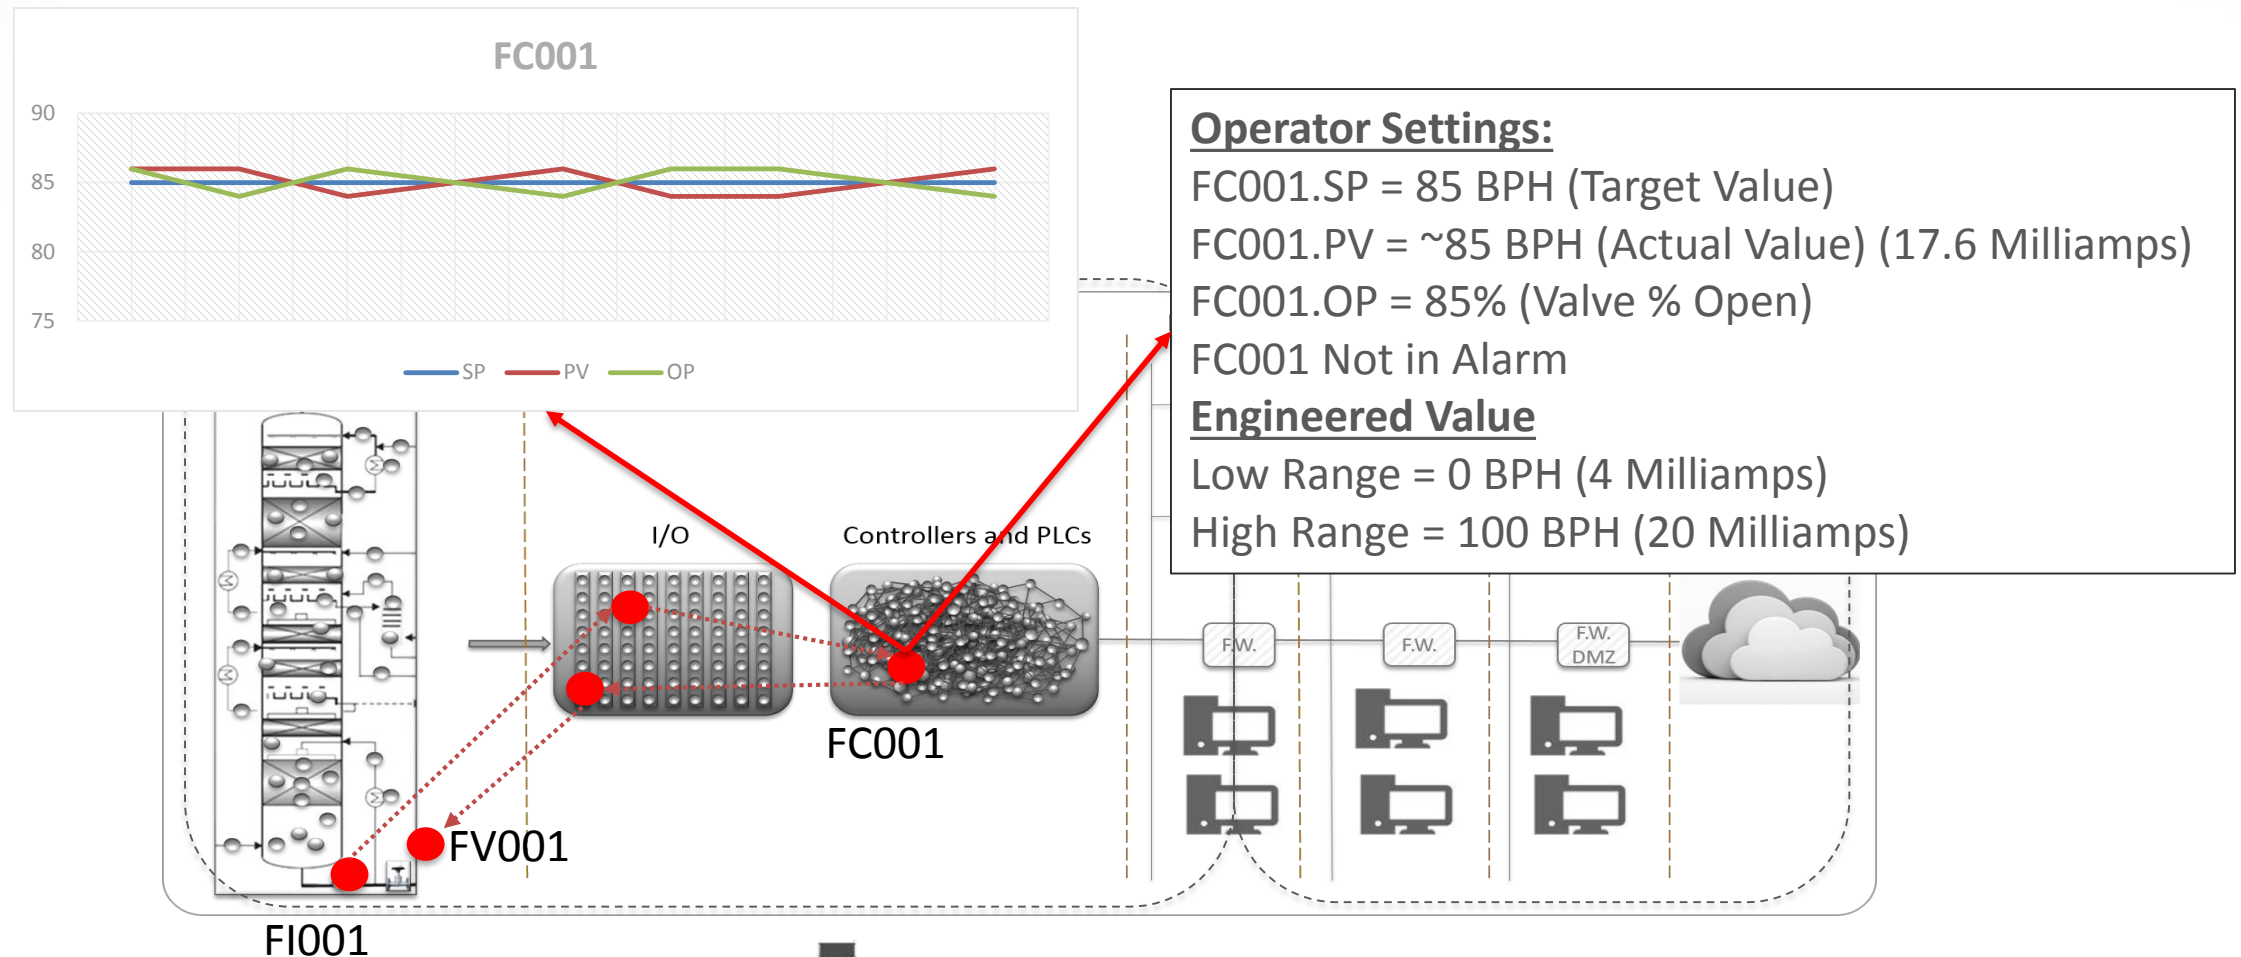 FC001
90
85
80
75
SP PV OP
Operator Settings:
FC001.SP = 85 BPH (Target Value)
FC001.PV = ~85 BPH (Actual Value) (17.6 Milliamps)
FC001.OP = 85% (Valve % Open)
FC001 Not in Alarm
Engineered Value
Low Range = 0 BPH (4 Milliamps)
High Range = 100 BPH (20 Milliamps)
I/O
Controllers and PLCs
F.W.
F.W.
F.W.
DMZ
M
M
M
M
FC001
FV001
FI001